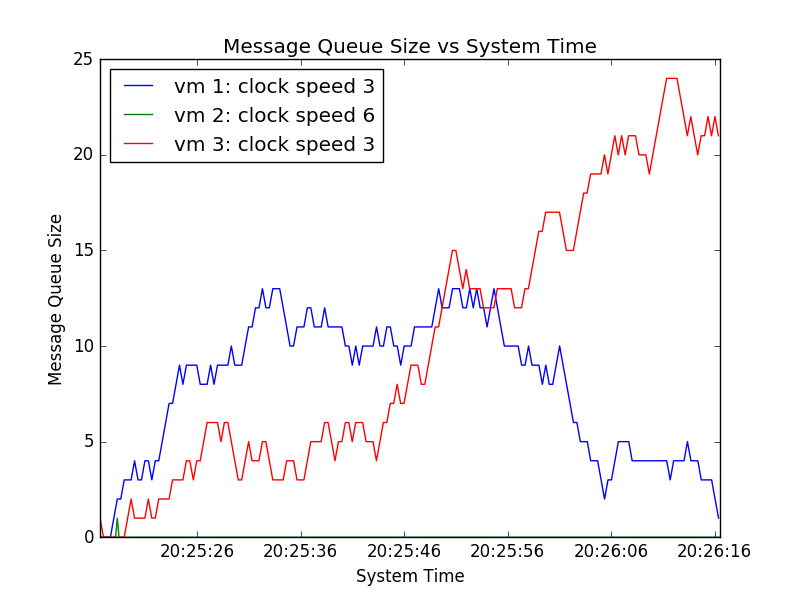 Message Queue Size vs System Time
25
vm 1: clock speed 3
vm 2: clock speed 6
vm 3: clock speed 3
20
15
Message Queue Size
10
5
0
20:25:26 20:25:36 20:25:46 20:25:56 20:26:06 20:26:16
System Time